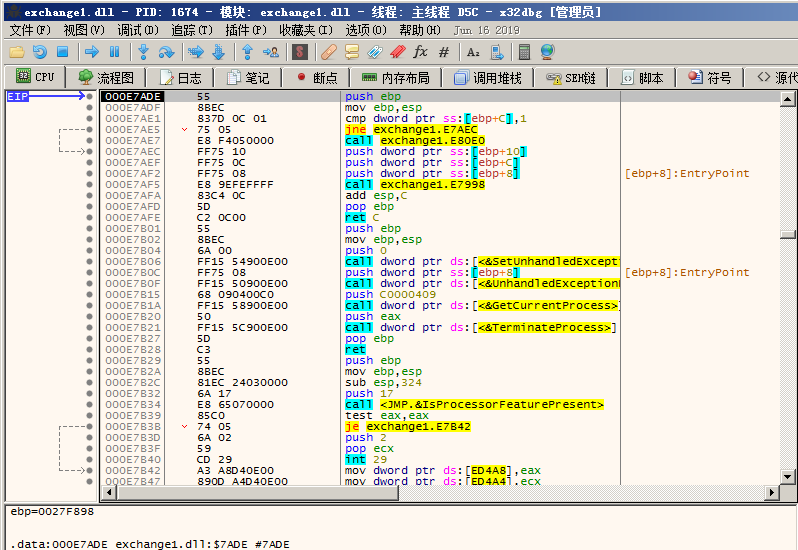 exchange1.dll - PID: 1674 - 模块: exchange1.dll - 线程: 主线程 D5C - x32dbg [管理员]
文件(F) 视图(V) 调试(D) 追踪(T) 插件(P) 收藏夹(I) 选项(O) 帮助(H) Jun 16 2019
S fx # A₂
CPU 流程图 日志 笔记 断点 内存布局 调用堆栈 SEH链 脚本 符号 源代
EIP 000E7ADE 55 push ebp
000E7ADF 8BEC mov ebp,esp
000E7AE1 837D 0C 01 cmp dword ptr ss:[ebp+C],1
000E7AE5 75 05 jne exchange1.E7AEC
000E7AE7 E8 F4050000 call exchange1.E80E0
000E7AEC FF75 10 push dword ptr ss:[ebp+10]
000E7AEF FF75 0C push dword ptr ss:[ebp+C]
000E7AF2 FF75 08 push dword ptr ss:[ebp+8] [ebp+8]:EntryPoint
000E7AF5 E8 9EFEFFFF call exchange1.E7998
000E7AFA 83C4 0C add esp,C
000E7AFD 5D pop ebp
000E7AFE C2 0C00 ret C
000E7B01 55 push ebp
000E7B02 8BEC mov ebp,esp
000E7B04 6A 00 push 0
000E7B06 FF15 54900E00 call dword ptr ds:[<&SetUnhandledExcept
000E7B0C FF75 08 push dword ptr ss:[ebp+8] [ebp+8]:EntryPoint
000E7B0F FF15 50900E00 call dword ptr ds:[<&UnhandledException
000E7B15 68 090400C0 push C0000409
000E7B1A FF15 58900E00 call dword ptr ds:[<&GetCurrentProcess>]
000E7B20 50 push eax
000E7B21 FF15 5C900E00 call dword ptr ds:[<&TerminateProcess>]
000E7B27 5D pop ebp
000E7B28 C3 ret
000E7B29 55 push ebp
000E7B2A 8BEC mov ebp,esp
000E7B2C 81EC 24030000 sub esp,324
000E7B32 6A 17 push 17
000E7B34 E8 65070000 call <JMP.&IsProcessorFeaturePresent>
000E7B39 85C0 test eax,eax
000E7B3B 74 05 je exchange1.E7B42
000E7B3D 6A 02 push 2
000E7B3F 59 pop ecx
000E7B40 CD 29 int 29
000E7B42 A3 A8D40E00 mov dword ptr ds:[ED4A8],eax
000E7B47 890D A4D40E00 mov dword ptr ds:[ED4A4],ecx
ebp=0027F898
.data:000E7ADE exchange1.dll:$7ADE #7ADE